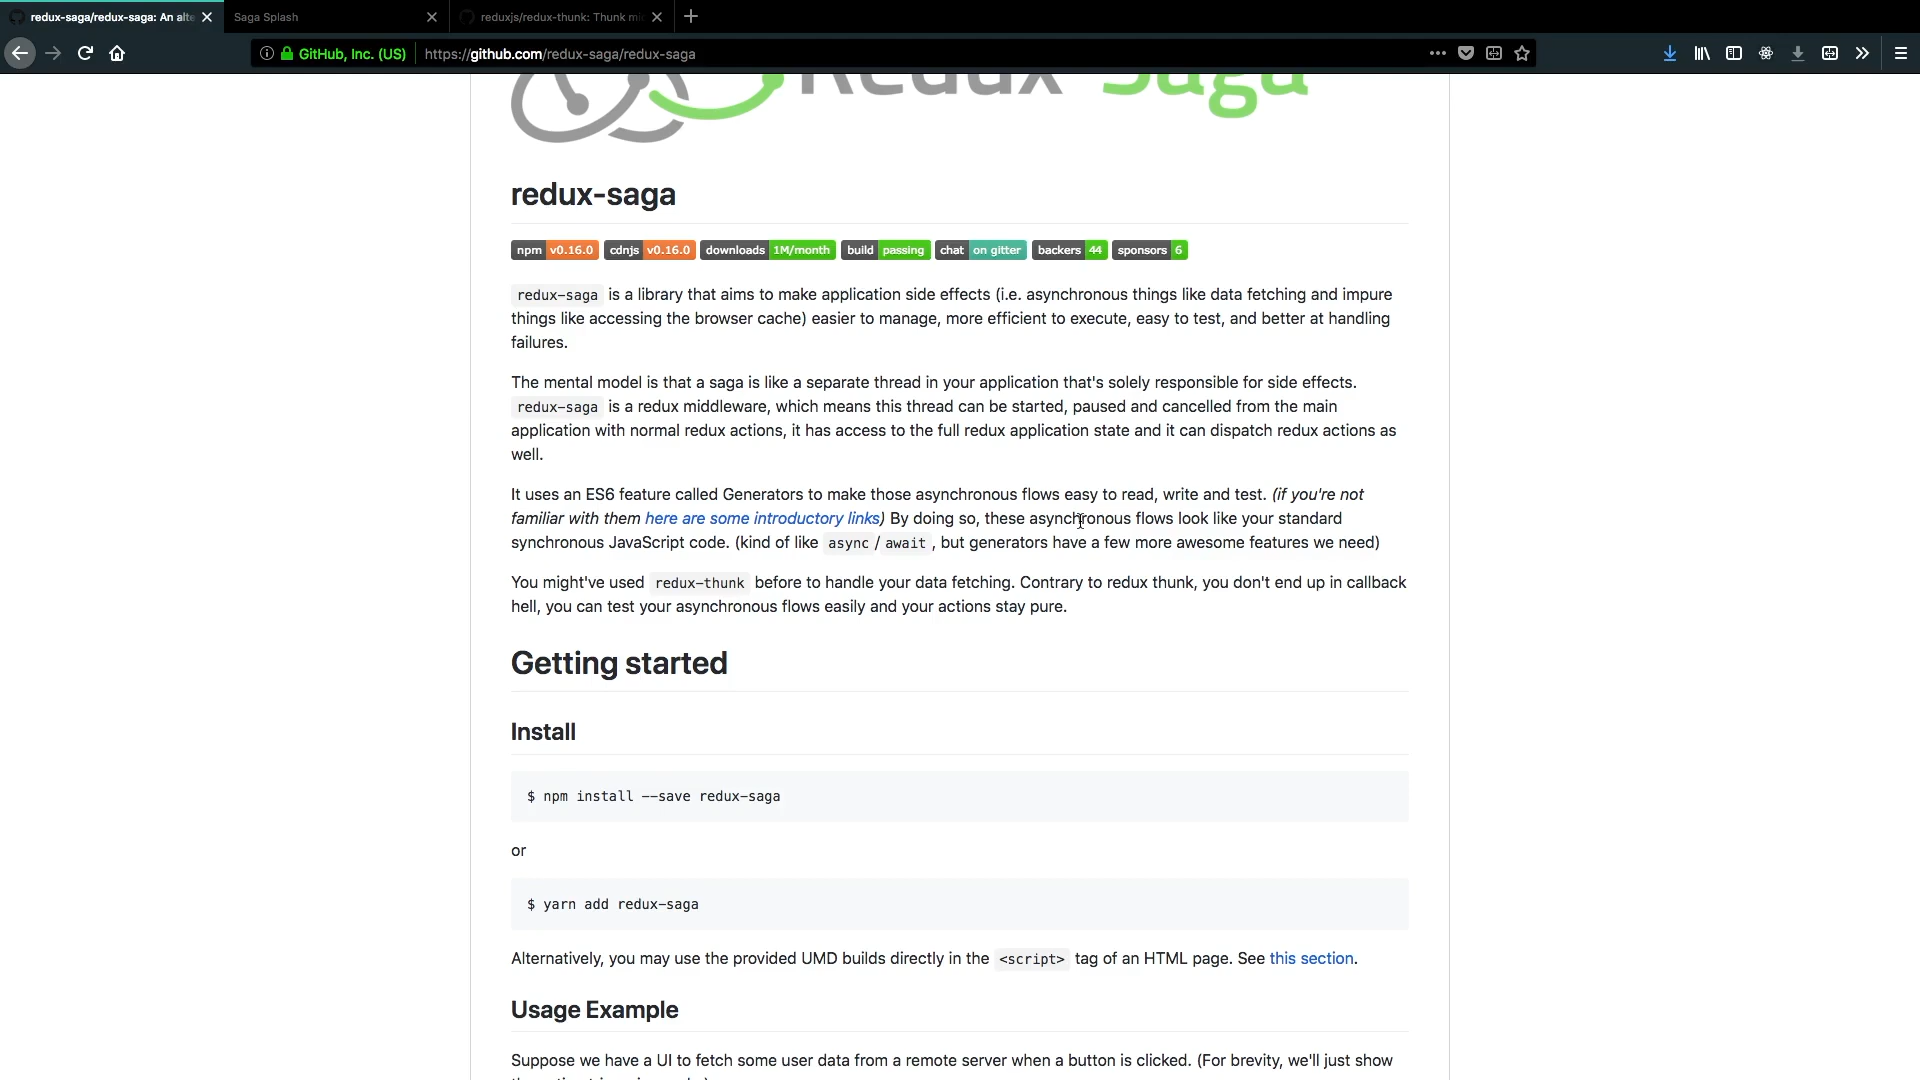 redux-saga/redux-saga: An alte
Saga Splash
reduxjs/redux-thunk: Thunk mi
GitHub, Inc. (US)
https://github.com/redux-saga/redux-saga
Redux Saga
redux-saga
npm v0.16.0 cdnjs v0.16.0 downloads 1M/month build passing chat on gitter backers 44 sponsors 6
redux-saga is a library that aims to make application side effects (i.e. asynchronous things like data fetching and impure
things like accessing the browser cache) easier to manage, more efficient to execute, easy to test, and better at handling
failures.
The mental model is that a saga is like a separate thread in your application that's solely responsible for side effects.
redux-saga is a redux middleware, which means this thread can be started, paused and cancelled from the main
application with normal redux actions, it has access to the full redux application state and it can dispatch redux actions as
well.
It uses an ES6 feature called Generators to make those asynchronous flows easy to read, write and test. (if you're not
familiar with them here are some introductory links) By doing so, these asynchronous flows look like your standard
synchronous JavaScript code. (kind of like async / await , but generators have a few more awesome features we need)
You might've used redux-thunk before to handle your data fetching. Contrary to redux thunk, you don't end up in callback
hell, you can test your asynchronous flows easily and your actions stay pure.
Getting started
Install
$ npm install --save redux-saga
or
$ yarn add redux-saga
Alternatively, you may use the provided UMD builds directly in the <script> tag of an HTML page. See this section.
Usage Example
Suppose we have a UI to fetch some user data from a remote server when a button is clicked. (For brevity, we'll just show